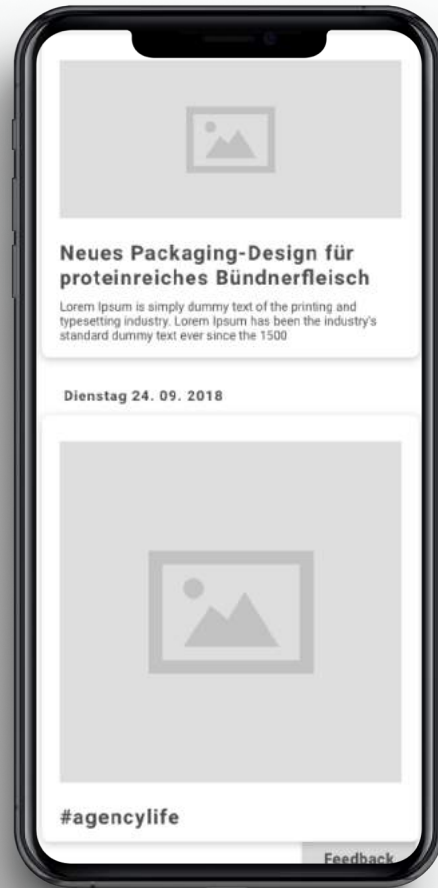 Neues Packaging-Design für
proteinreiches Bündnerfleisch
Lorem Ipsum is simply dummy text of the printing and
typesetting industry. Lorem Ipsum has been the industry's
standard dummy text ever since the 1500
Dienstag 24. 09. 2018
#agencylife
Feedback